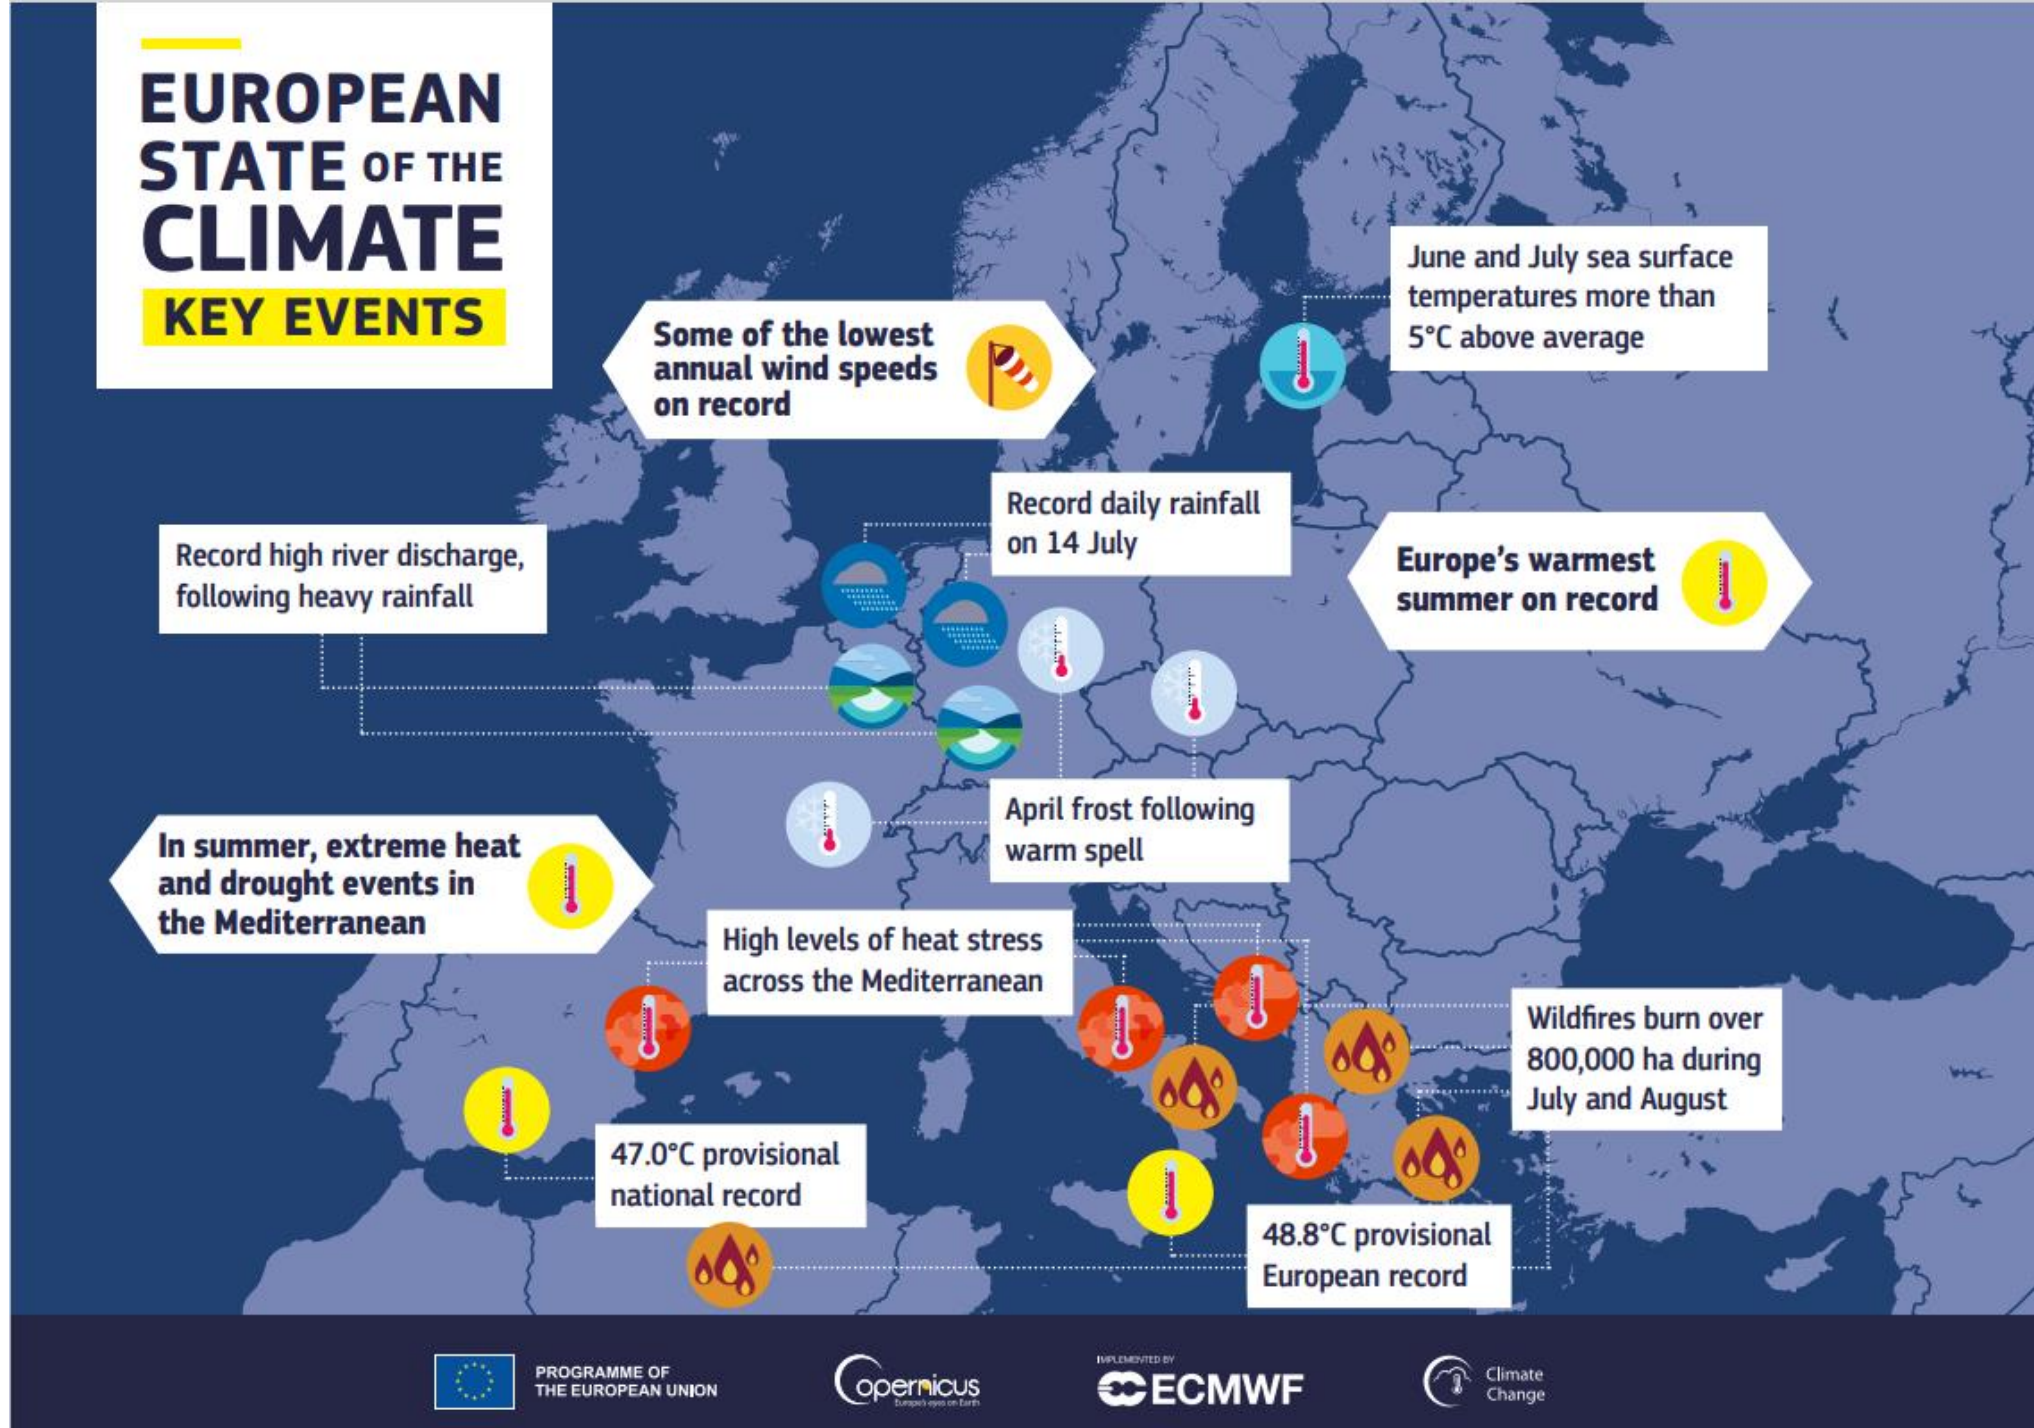 EUROPEAN
STATE OF THE
CLIMATE
KEY EVENTS
June and July sea surface
temperatures more than
5°C above average
Some of the lowest
annual wind speeds
on record
Record daily rainfall
on 14 July
Record high river discharge,
following heavy rainfall
Europe's warmest
summer on record
April frost following
warm spell
In summer, extreme heat
and drought events in
the Mediterranean
High levels of heat stress
across the Mediterranean
Wildfires burn over
800,000 ha during
July and August
47.0°C provisional
national record
48.8°C provisional
European record
PROGRAMME OF
THE EUROPEAN UNION
Copernicus
Europe's eyes on Earth
IMPLEMENTED BY
ECMWF
Climate
Change